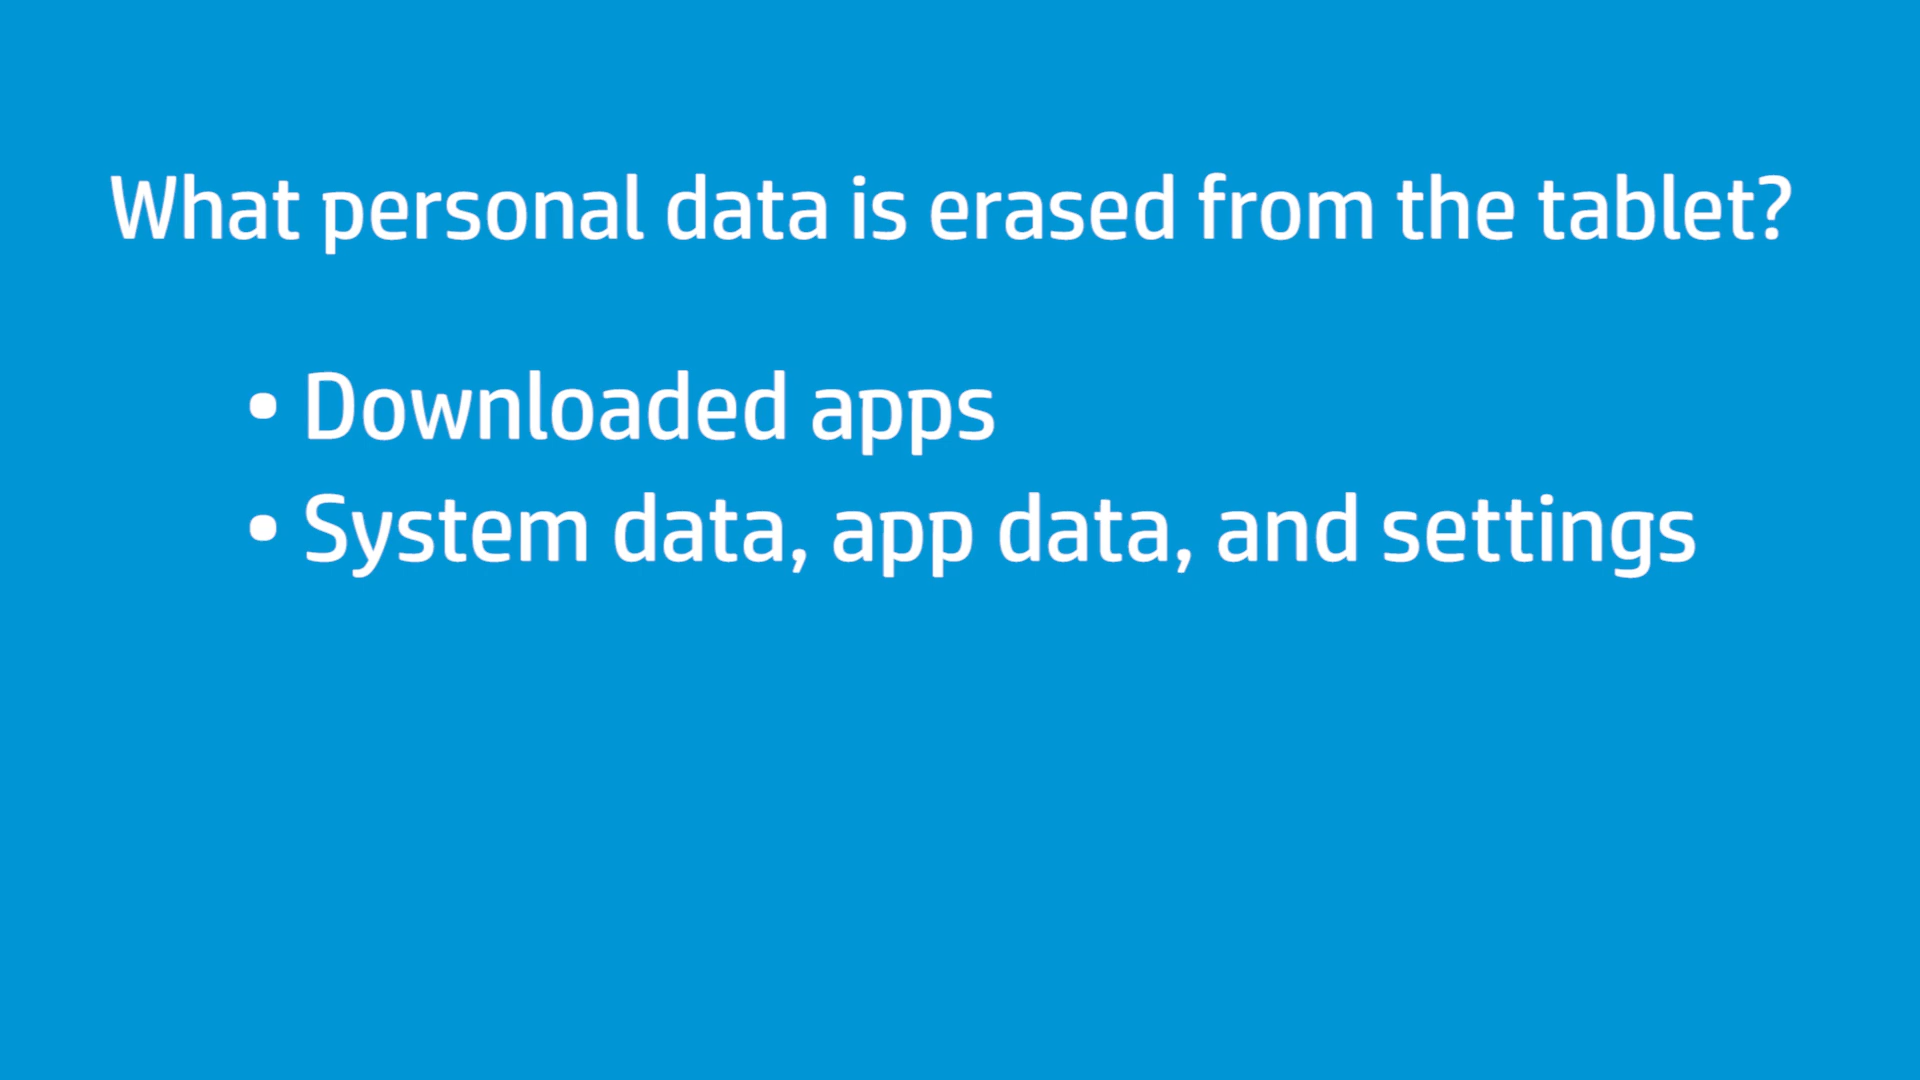 What personal data is erased from the tablet?
• Downloaded apps
• System data, app data, and settings